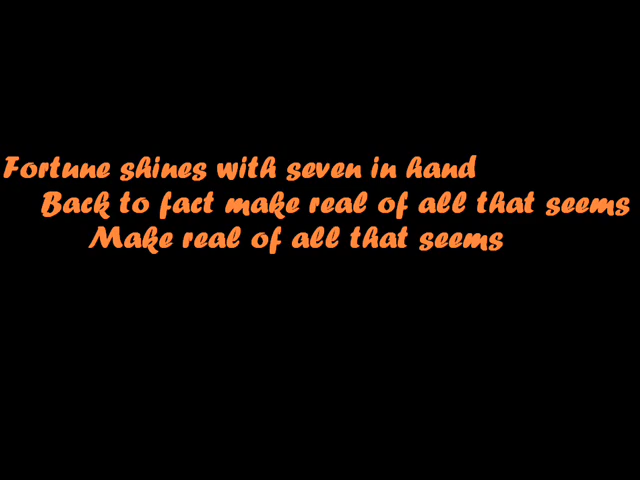 Fortune shines with seven in hand
Back to fact make real of all that seems
Make real of all that seems